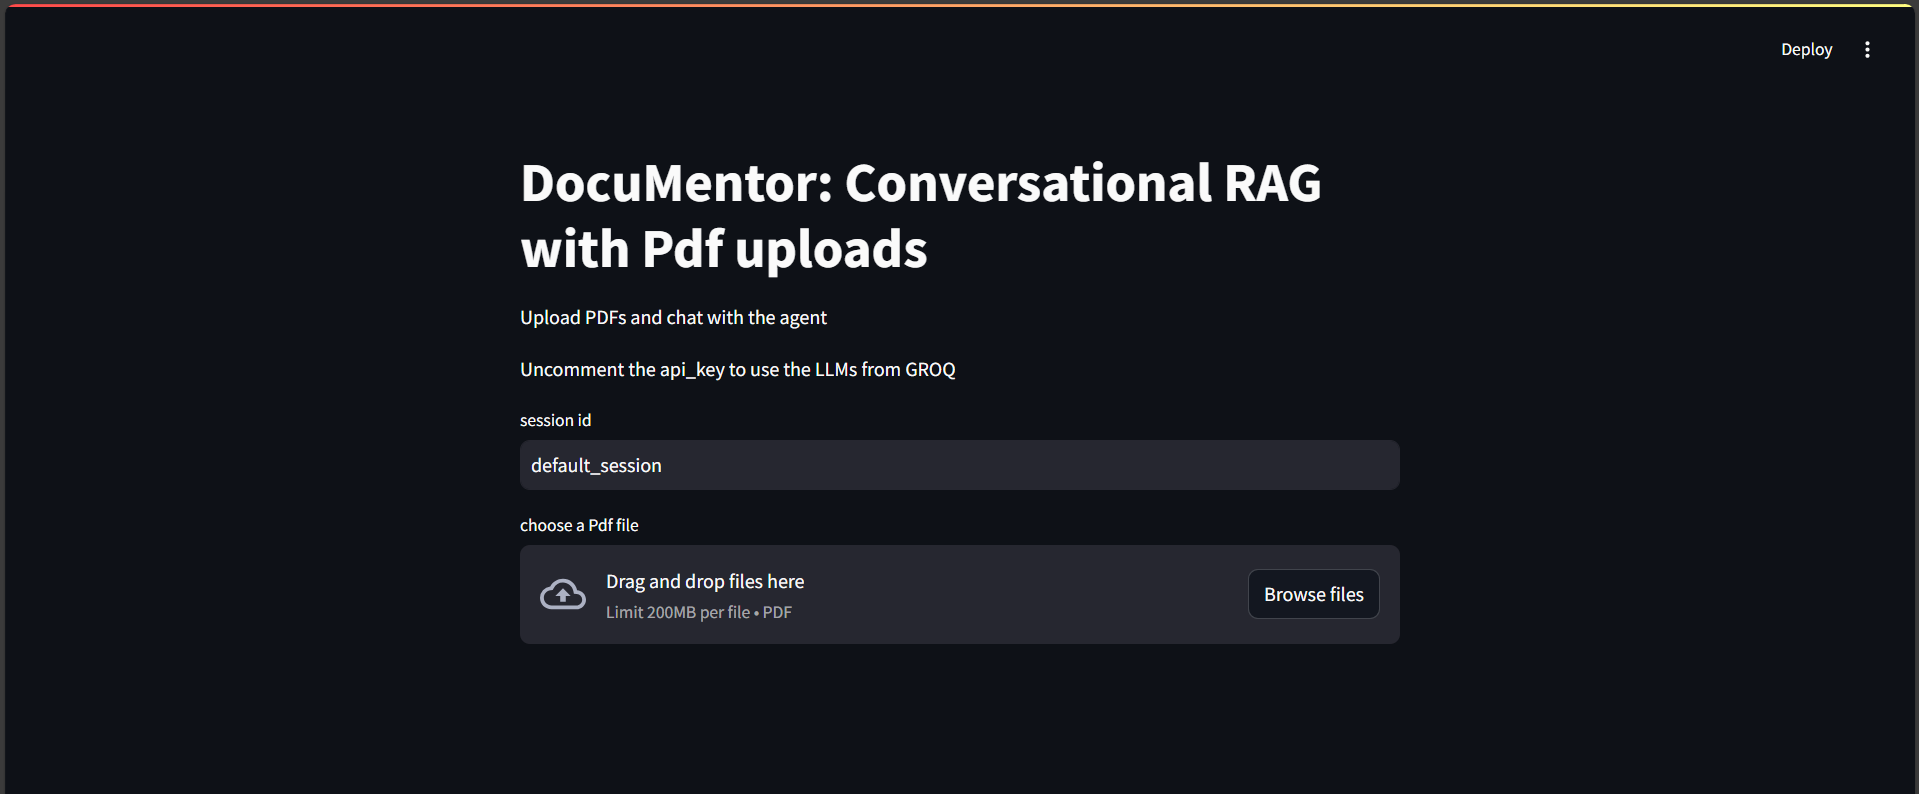 Deploy
DocuMentor: Conversational RAG
with Pdf uploads
Upload PDFs and chat with the agent
Uncomment the api_key to use the LLMs from GROQ
session id
default_session
choose a Pdf file
Drag and drop files here
Limit 200MB per file • PDF
Browse files